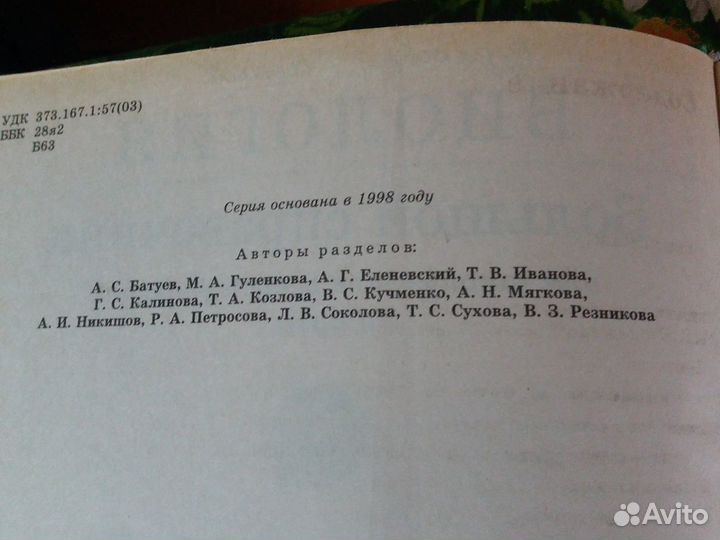 УДК 373.167.1:57(03)
ББК 28я2
Б63
Серия основана в 1998 году
Авторы разделов:
А. С. Батуев, М. А. Гуленкова, А. Г. Еленевский, Т. В. Иванова,
Г. С. Калинова, Т. А. Козлова, В. С. Кучменко, А. Н. Мягкова,
А. И. Никишов, Р. А. Петросова, Л. В. Соколова, Т. С. Сухова, В. З. Резникова
Avito